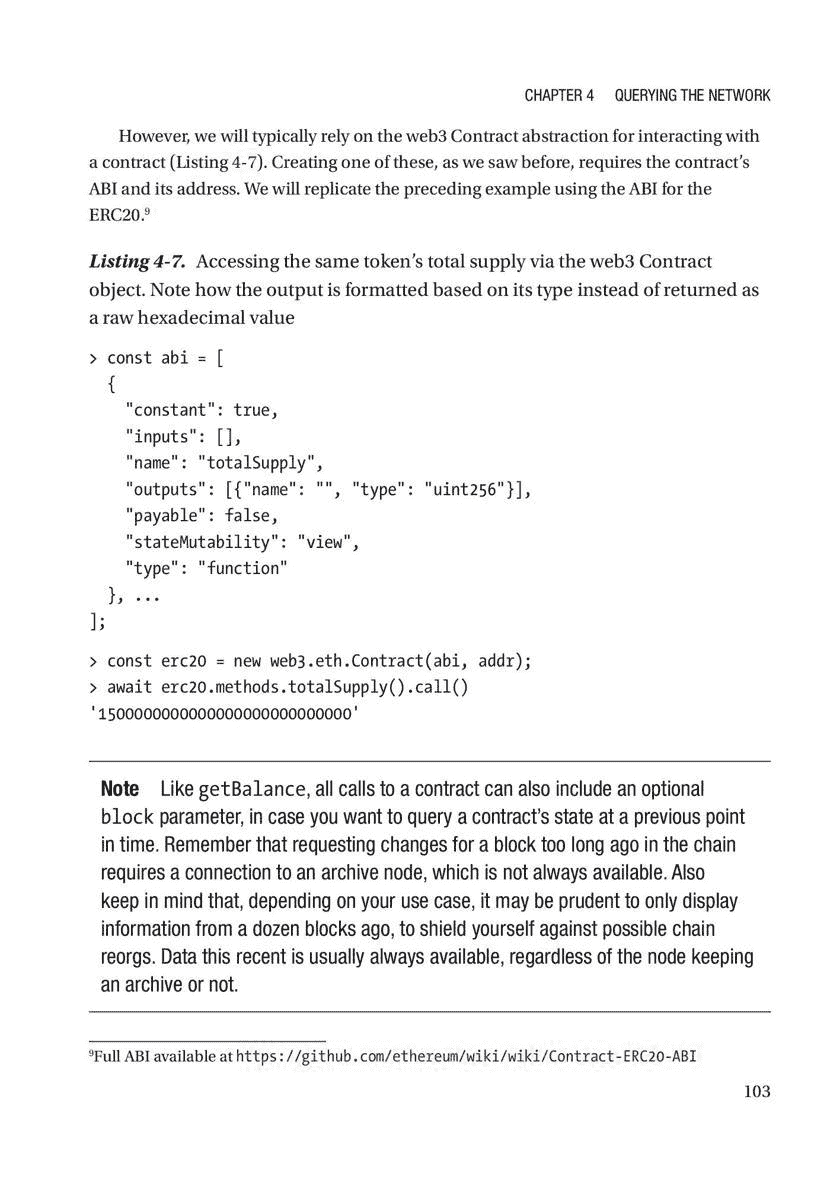 CHAPTER 4 QUERYING THE NETWORK
However, we will typically rely on the web3 Contract abstraction for interacting with
a contract (Listing 4-7). Creating one of these, as we saw before, requires the contract’s
ABI and its address. We will replicate the preceding example using the ABI for the
ERC20.⁹
Listing 4-7. Accessing the same token’s total supply via the web3 Contract
object. Note how the output is formatted based on its type instead of returned as
a raw hexadecimal value
> const abi = [
  {
    "constant": true,
    "inputs": [],
    "name": "totalSupply",
    "outputs": [{"name": "", "type": "uint256"}],
    "payable": false,
    "stateMutability": "view",
    "type": "function"
  }, ...
];
> const erc20 = new web3.eth.Contract(abi, addr);
> await erc20.methods.totalSupply().call()
'1500000000000000000000000000'
Note Like getBalance, all calls to a contract can also include an optional
block parameter, in case you want to query a contract’s state at a previous point
in time. Remember that requesting changes for a block too long ago in the chain
requires a connection to an archive node, which is not always available. Also
keep in mind that, depending on your use case, it may be prudent to only display
information from a dozen blocks ago, to shield yourself against possible chain
reorgs. Data this recent is usually always available, regardless of the node keeping
an archive or not.
⁹Full ABI available at https://github.com/ethereum/wiki/wiki/Contract-ERC20-ABI
103